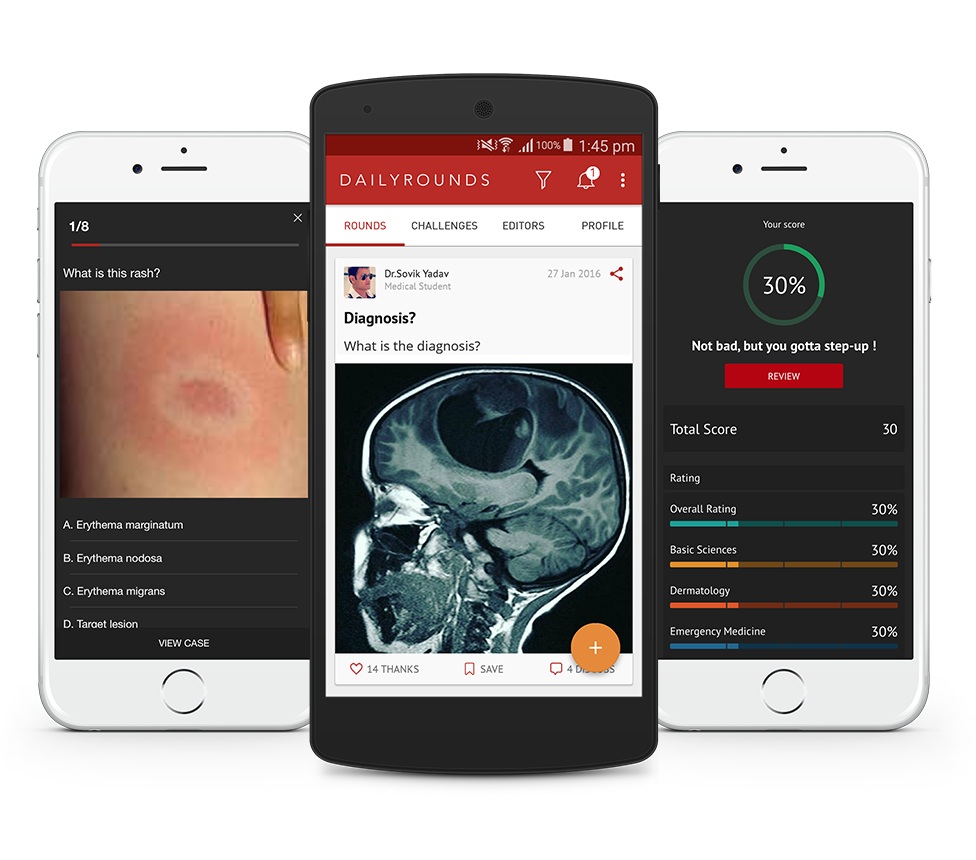 1/8
What is this rash?
A. Erythema marginatum
B. Erythema nodosa
C. Erythema migrans
D. Target lesion
VIEW CASE
100% 1:45 pm
DAILYROUNDS
1
ROUNDS CHALLENGES EDITORS PROFILE
Dr.Sovik Yadav
27 Jan 2016
Medical Student
Diagnosis?
What is the diagnosis?
14 THANKS SAVE 4
Your score
30%
Not bad, but you gotta step-up !
REVIEW
Total Score 30
Rating
Overall Rating 30%
Basic Sciences 30%
Dermatology 30%
Emergency Medicine 30%